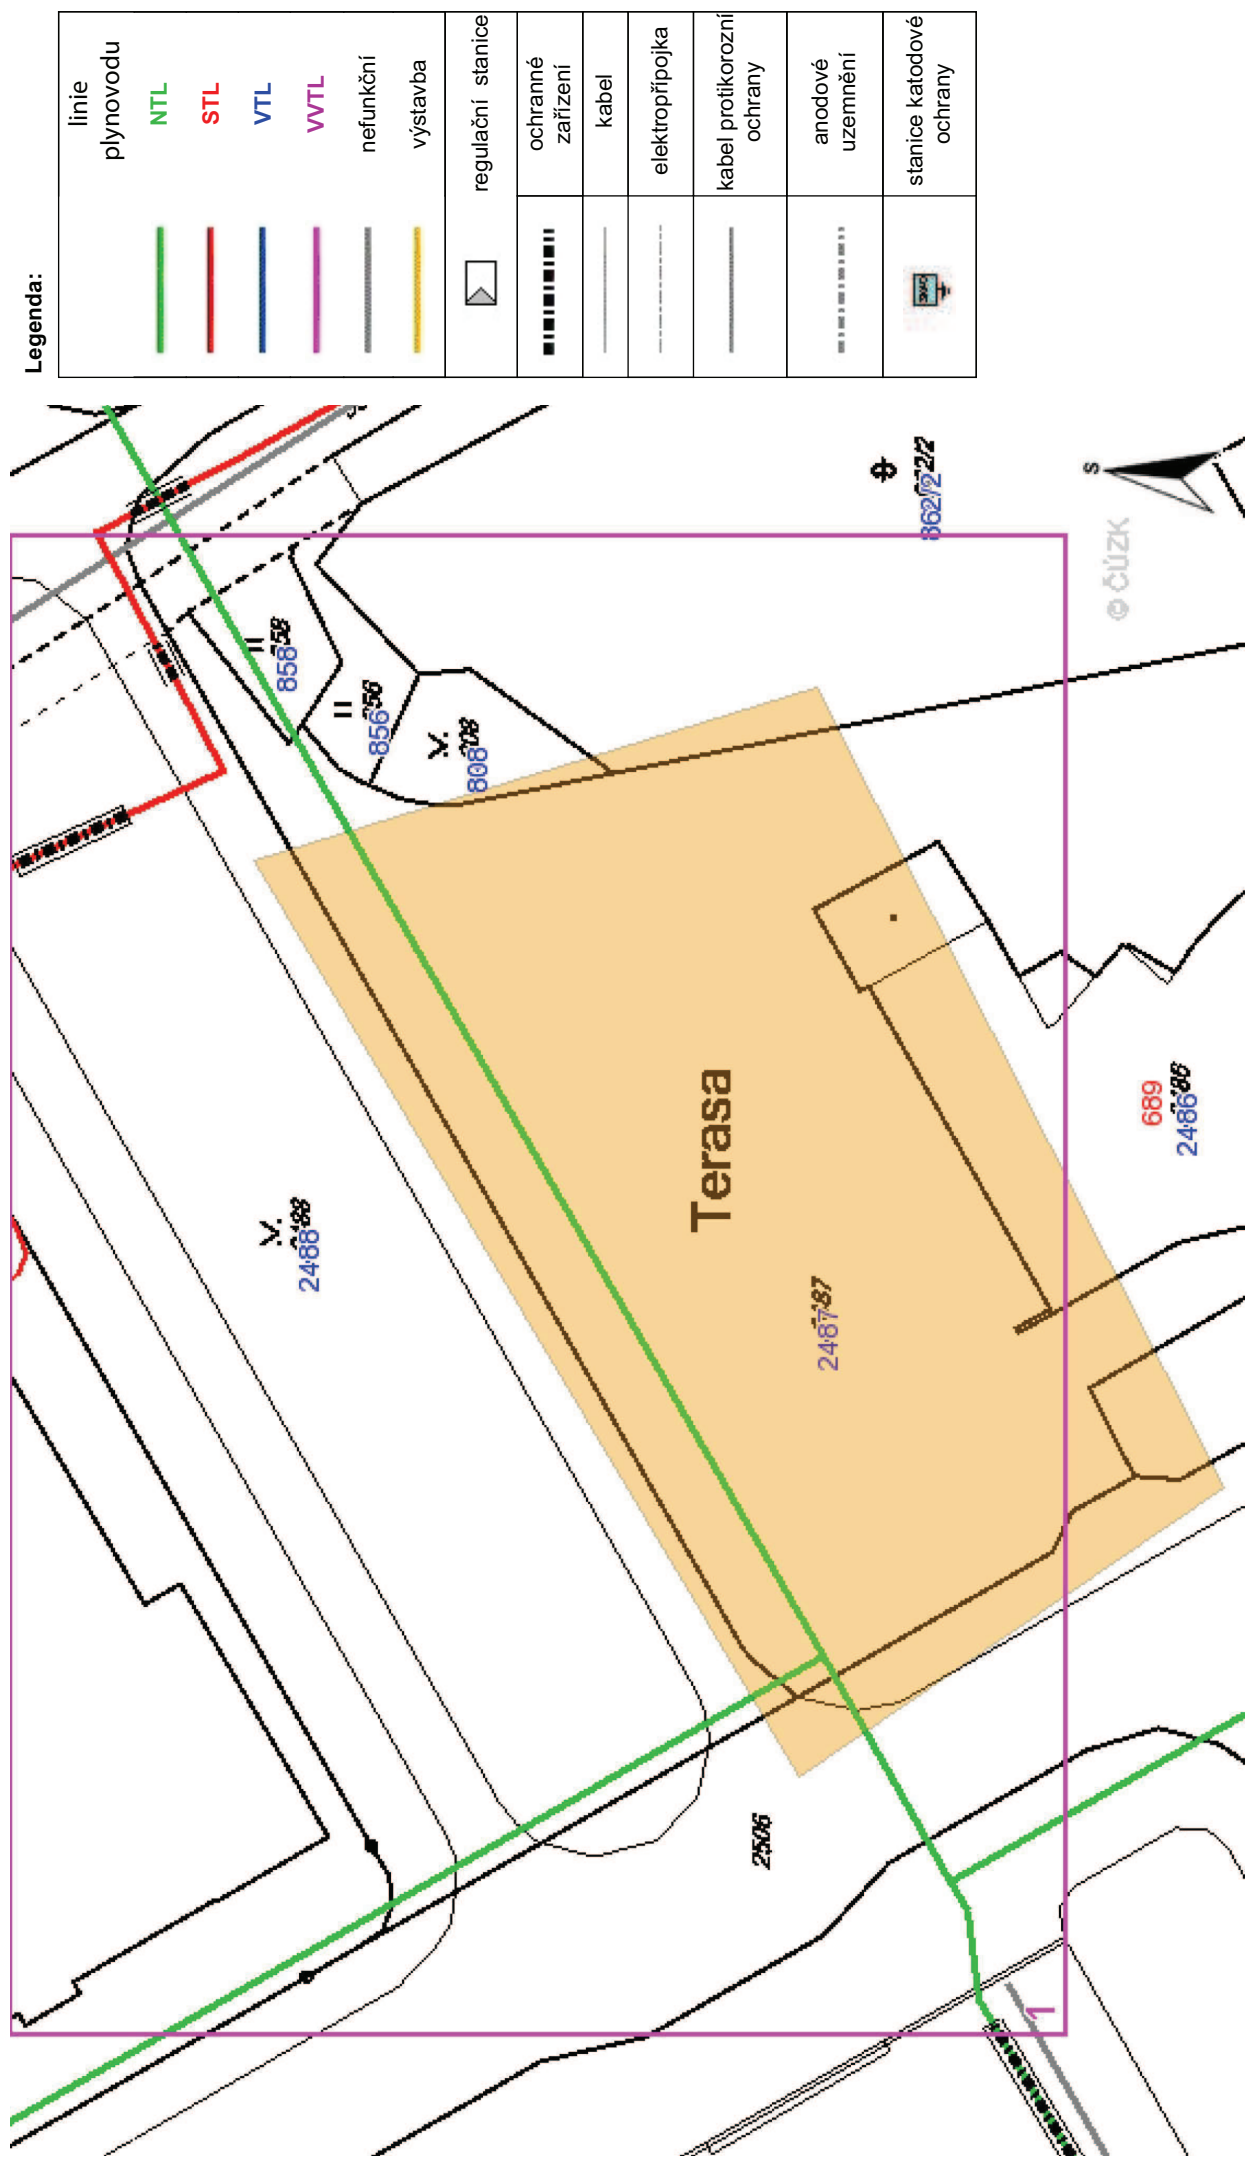 Legenda:
linie
plynovodu
NTL
STL
VTL
VVTL
nefunkční
výstavba
regulační stanice
ochranné
zařízení
kabel
elektropřípojka
kabel protikorozní
ochrany
anodové
uzemnění
stanice katodové
ochrany
858
856
808
862/2
S
© ČÚZK
Terasa
2488
2487
689
2486
2506
1